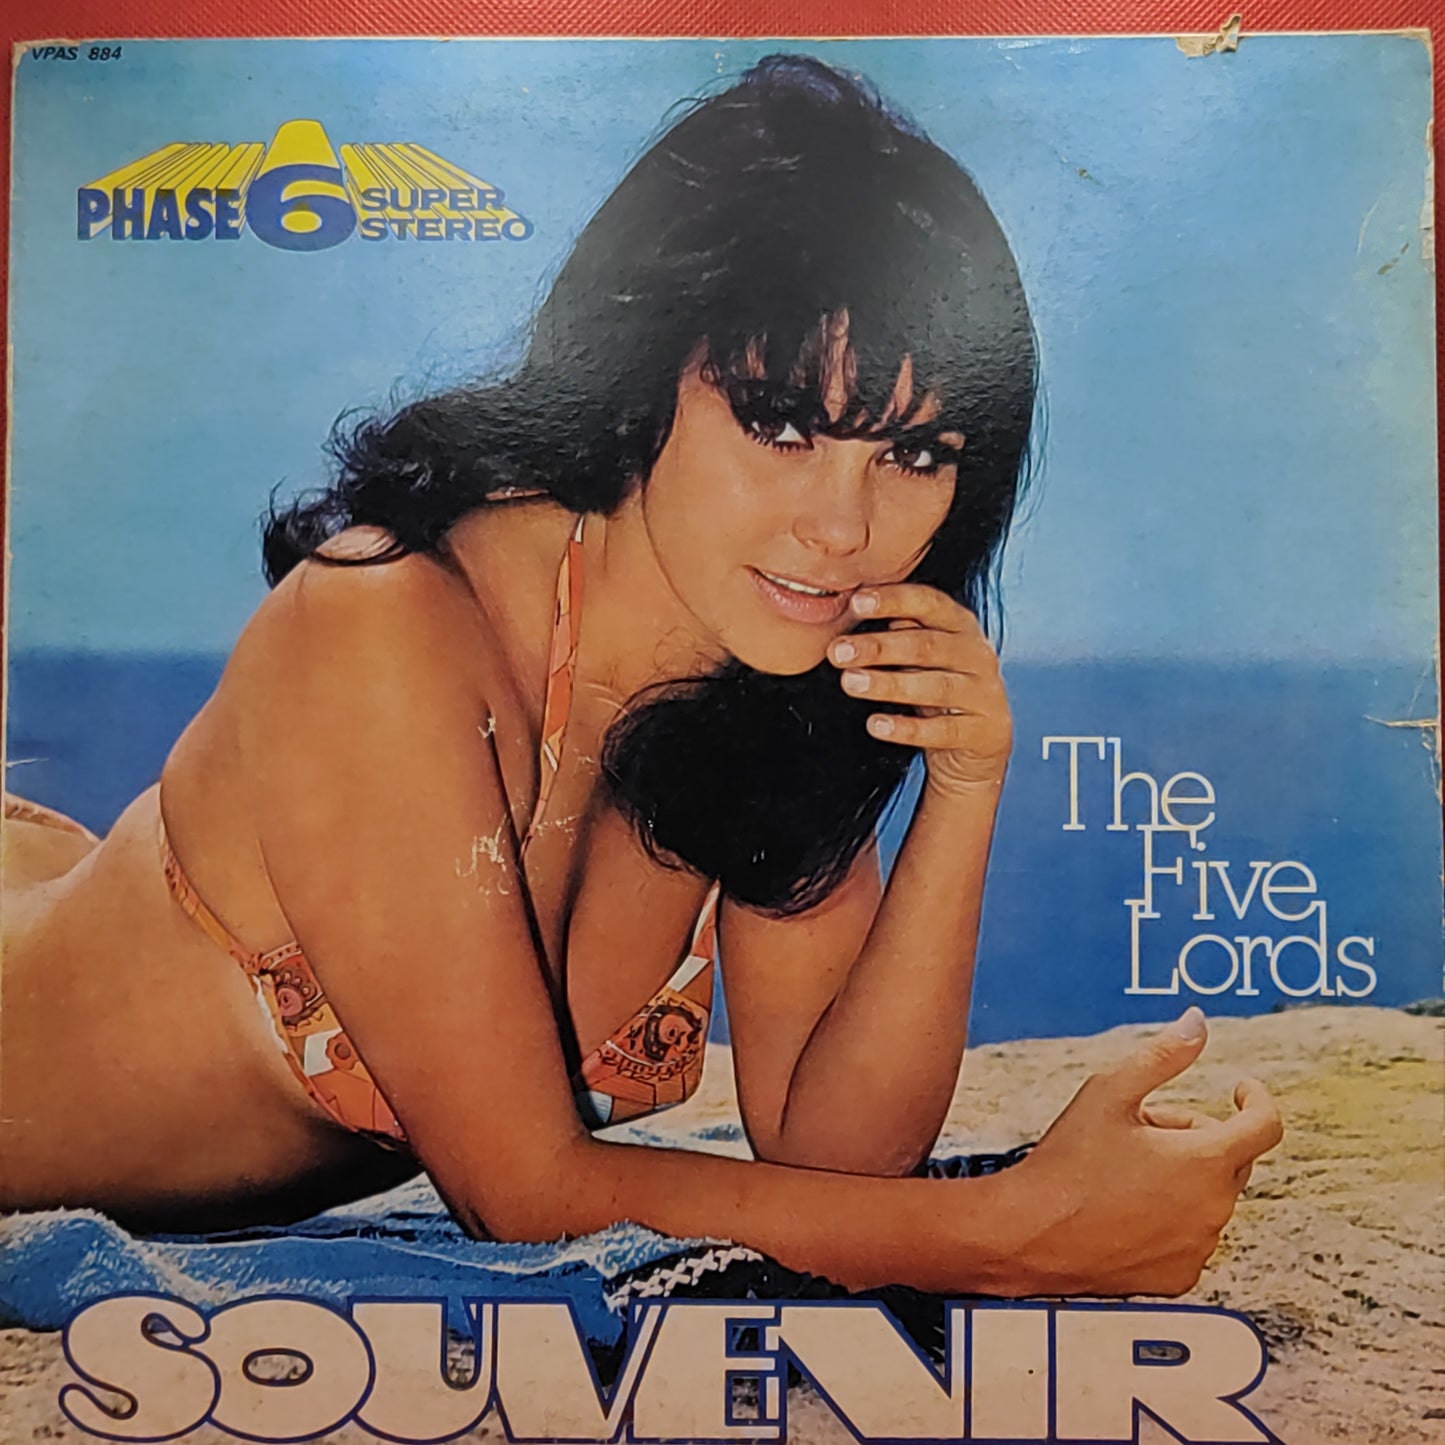 VPAS 884
PHASE 6 SUPER
STEREO
The
Five
Lords
SOUVENIR